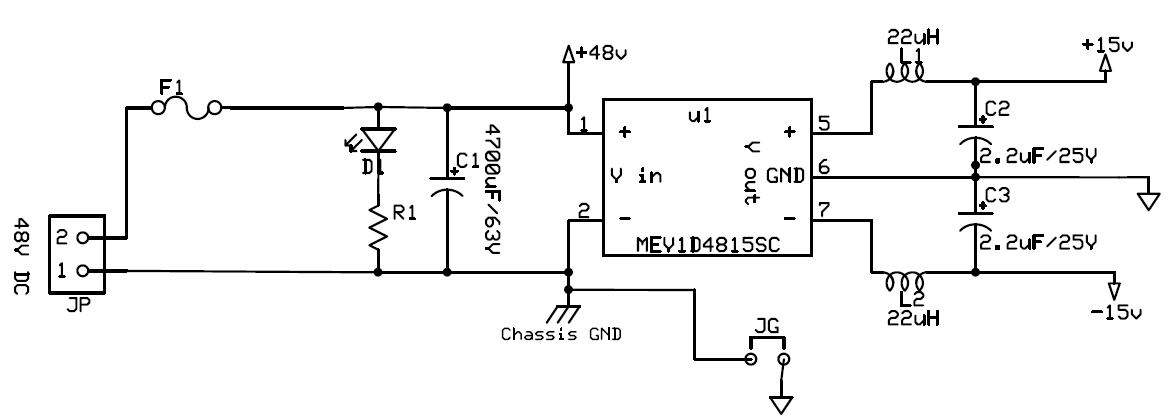 22uH
L1
+15v
+48v
F1
u1
1
+
+
5
C2
+
2.2uF/25V
D1
C1
+
4700uF/63V
V in
V out
GND
6
R1
2
-
-
7
C3
+
2.2uF/25V
MEV1D4815SC
48V DC
2
1
JP
L2
22uH
-15v
Chassis GND
JG